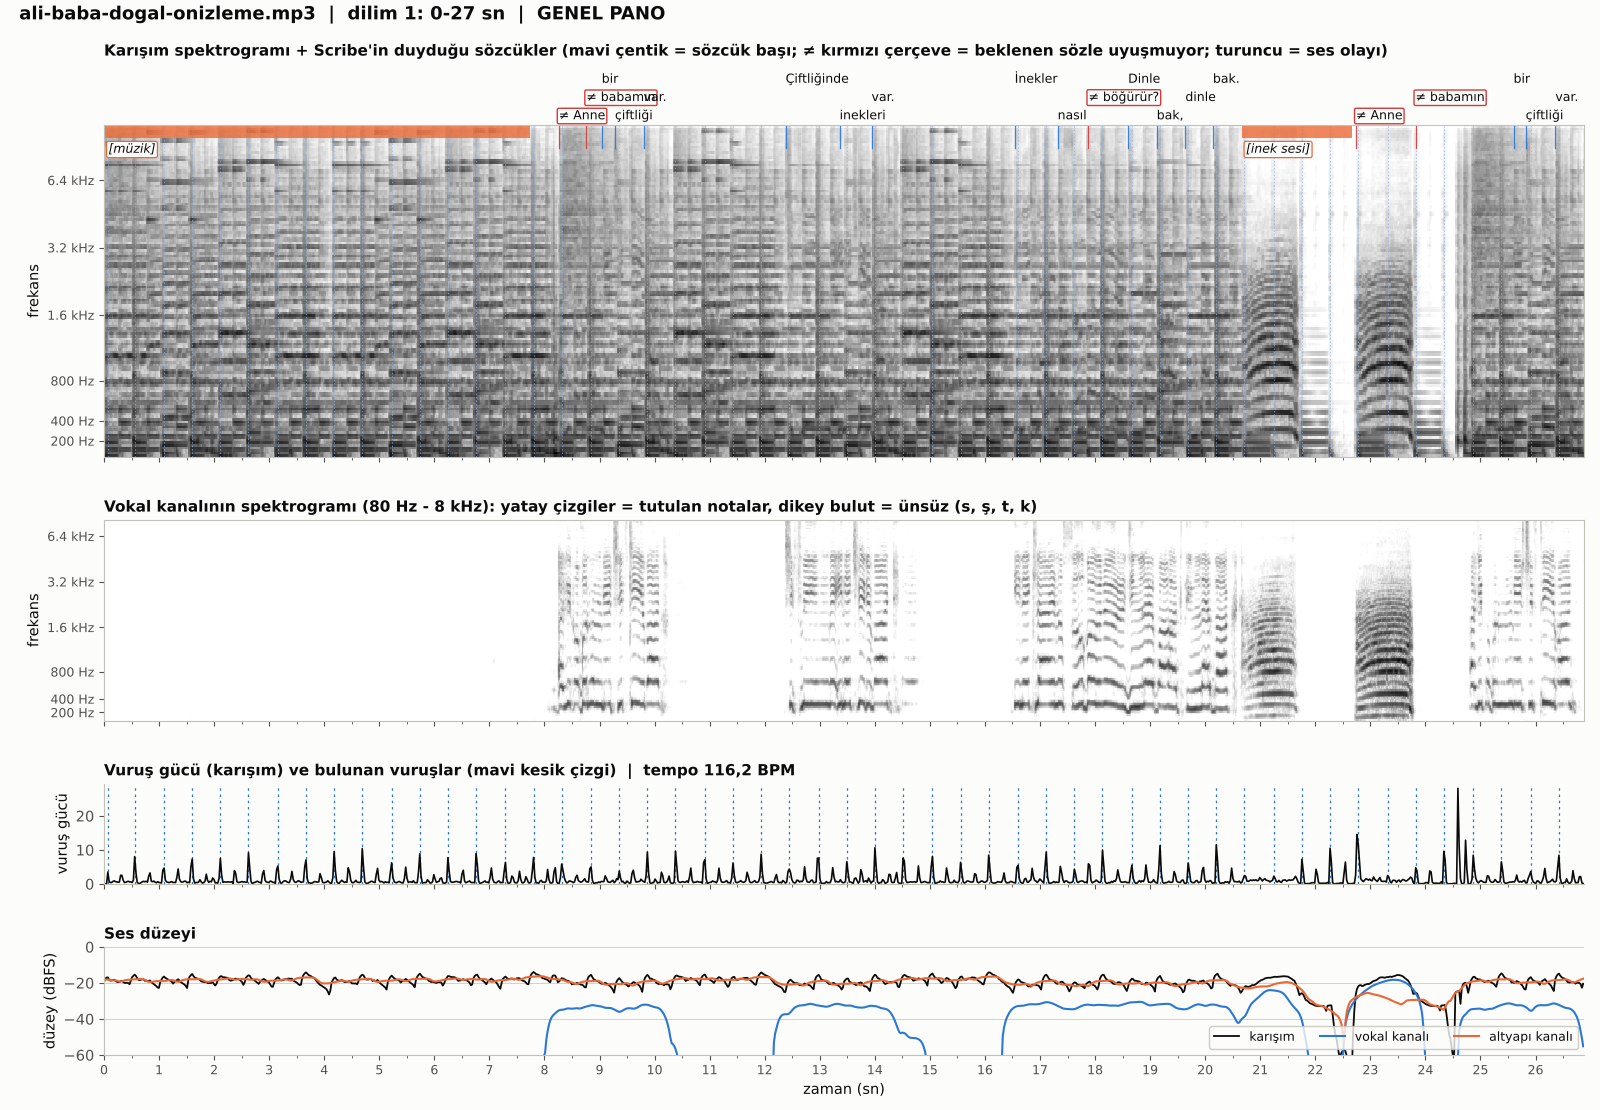 ali-baba-dogal-onizleme.mp3 | dilim 1: 0-27 sn | GENEL PANO
Karışım spektrogramı + Scribe'in duyduğu sözcükler (mavi çentik = sözcük başı; ≠ kırmızı çerçeve = beklenen sözle uyuşmuyor; turuncu = ses olayı)
bir Çiftliğinde İnekler Dinle bak. bir
≠ babamın var. var. ≠ böğürür? dinle ≠ babamın var.
≠ Anne çiftliği inekleri nasıl bak, ≠ Anne çiftliği
[müzik] [inek sesi]
6.4 kHz
3.2 kHz
1.6 kHz
800 Hz
400 Hz
200 Hz
frekans
Vokal kanalının spektrogramı (80 Hz - 8 kHz): yatay çizgiler = tutulan notalar, dikey bulut = ünsüz (s, ş, t, k)
6.4 kHz
3.2 kHz
1.6 kHz
800 Hz
400 Hz
200 Hz
frekans
Vuruş gücü (karışım) ve bulunan vuruşlar (mavi kesik çizgi) | tempo 116,2 BPM
20
10
0
vuruş gücü
Ses düzeyi
0
−20
−40
−60
düzey (dBFS)
karışım vokal kanalı altyapı kanalı
0 1 2 3 4 5 6 7 8 9 10 11 12 13 14 15 16 17 18 19 20 21 22 23 24 25 26
zaman (sn)